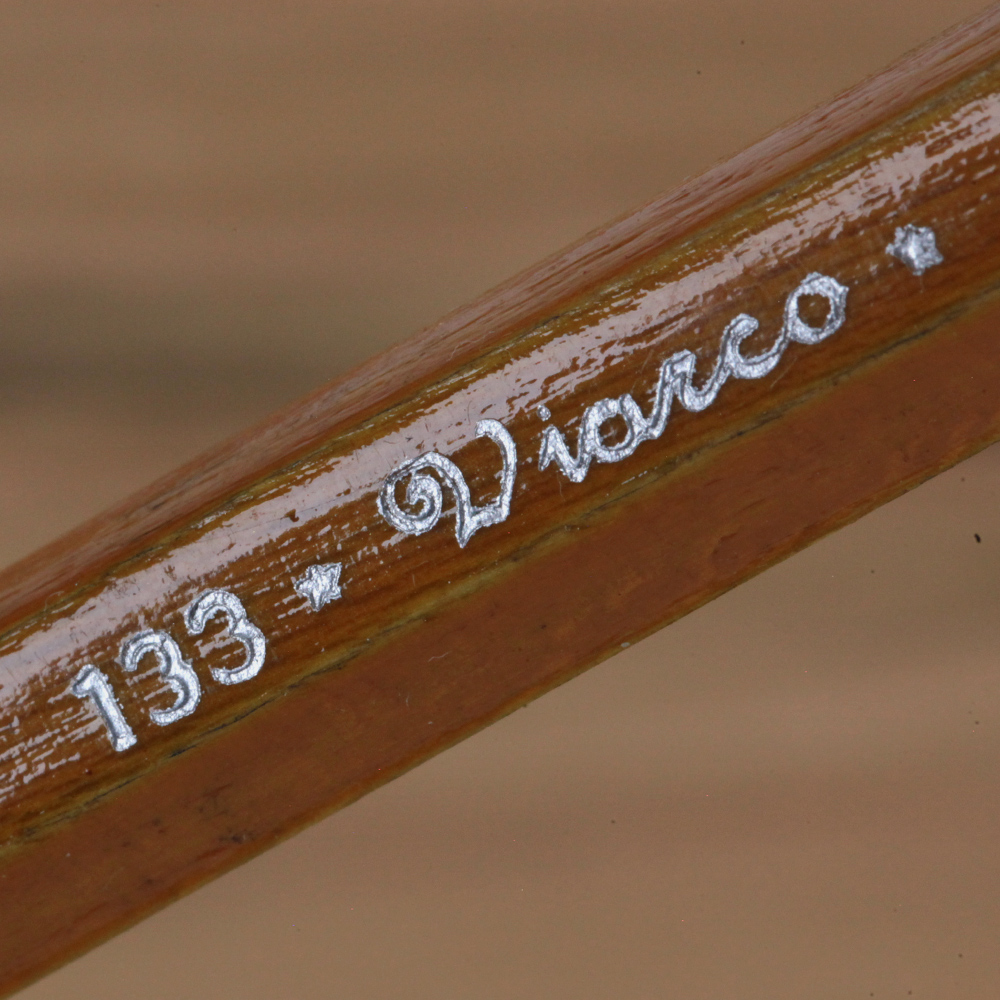 133 ★ Viarco ★